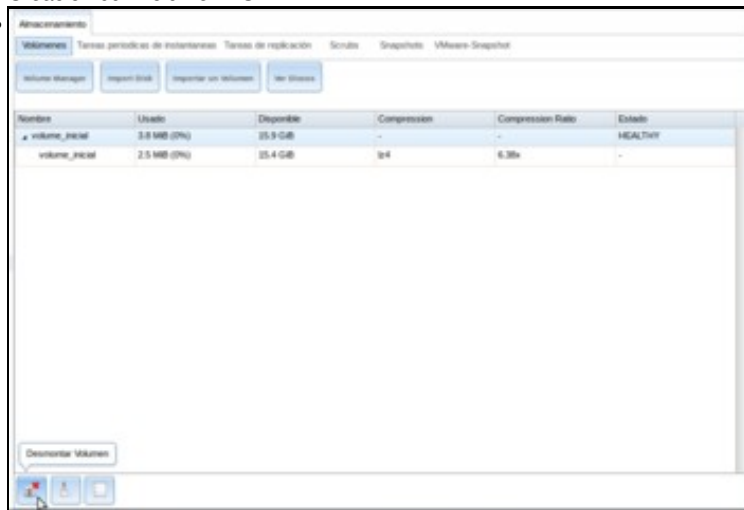 Almacenamiento
Volúmenes Tareas periodicas de instantaneas Tareas de replicación Scrubs Snapshots VMware-Snapshot
Volume Manager Import Disk Importar un Volumen Ver Discos
Nombre Usado Disponible Compression Compression Ratio Estado
volume_inicial 3.8 MiB (0%) 15.9 GiB - - HEALTHY
volume_inicial 2.5 MiB (0%) 15.4 GiB lz4 6.38x -
Desmontar Volumen